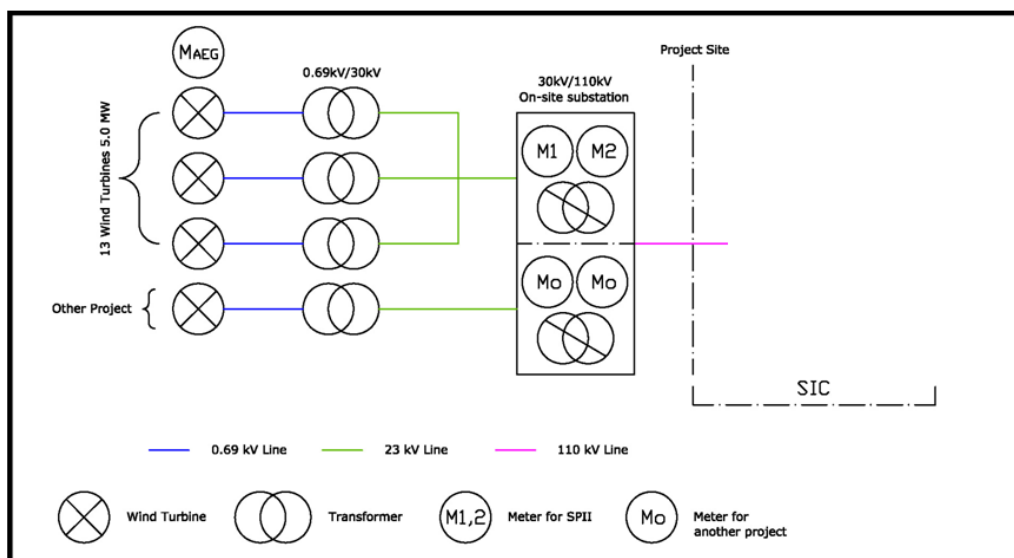 MAEG
Project Site
0.69kV/30kV
30kV/110kV
On-site substation
13 Wind Turbines 5.0 MW
M1 M2
Mo Mo
Other Project
SIC
0.69 kV Line 23 kV Line 110 kV Line
Wind Turbine Transformer M1,2 Meter for SPII Mo Meter for
another project